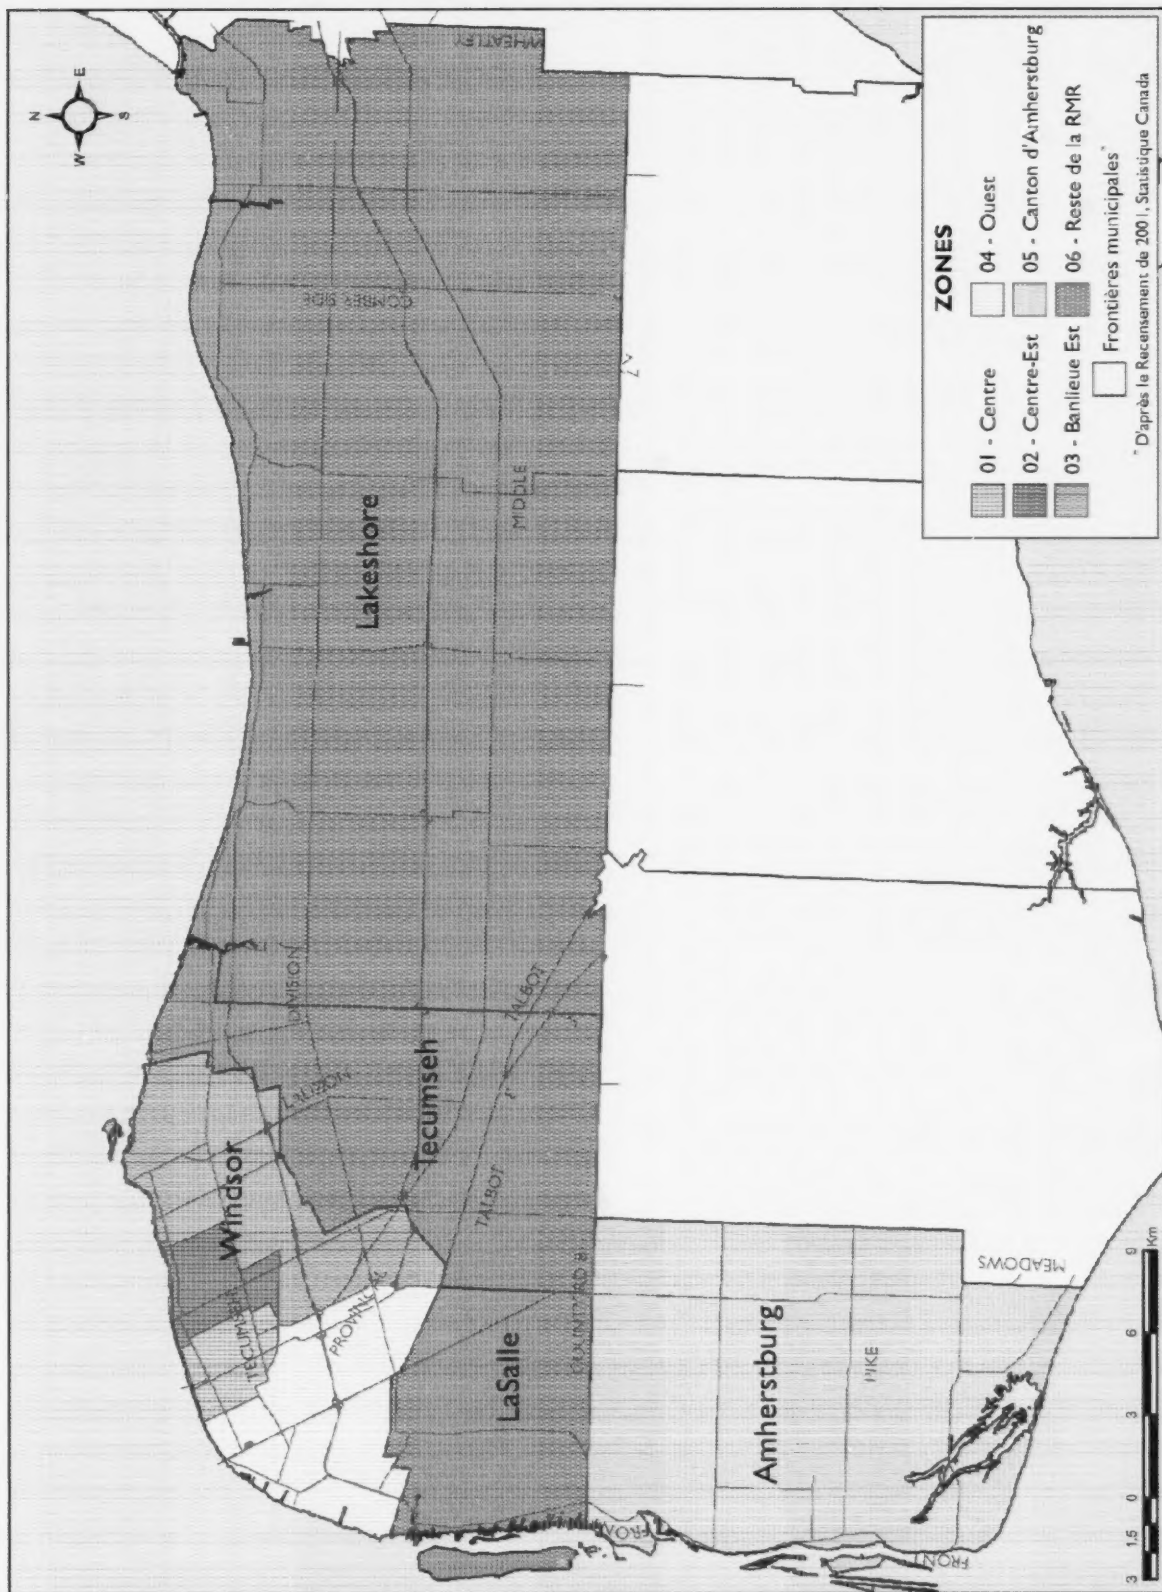 N
W
E
S
WHEATLEY
COMBER SIDE
Lakeshore
MIDDLE
DIVISION
LAUZON
TALBOT
Tecumseh
TALBOT
Windsor
TECUMSEH
PROVINCIAL
LaSalle
COUNTY RD 8
Amherstburg
PIKE
MEADOWS
FRONT
FRONT
ZONES
01 - Centre
02 - Centre-Est
03 - Banlieue Est
04 - Ouest
05 - Canton d'Amherstburg
06 - Reste de la RMR
Frontières municipales*
* D'après le Recensement de 2001, Statistique Canada
3 1,5 0 3 6 9
Km